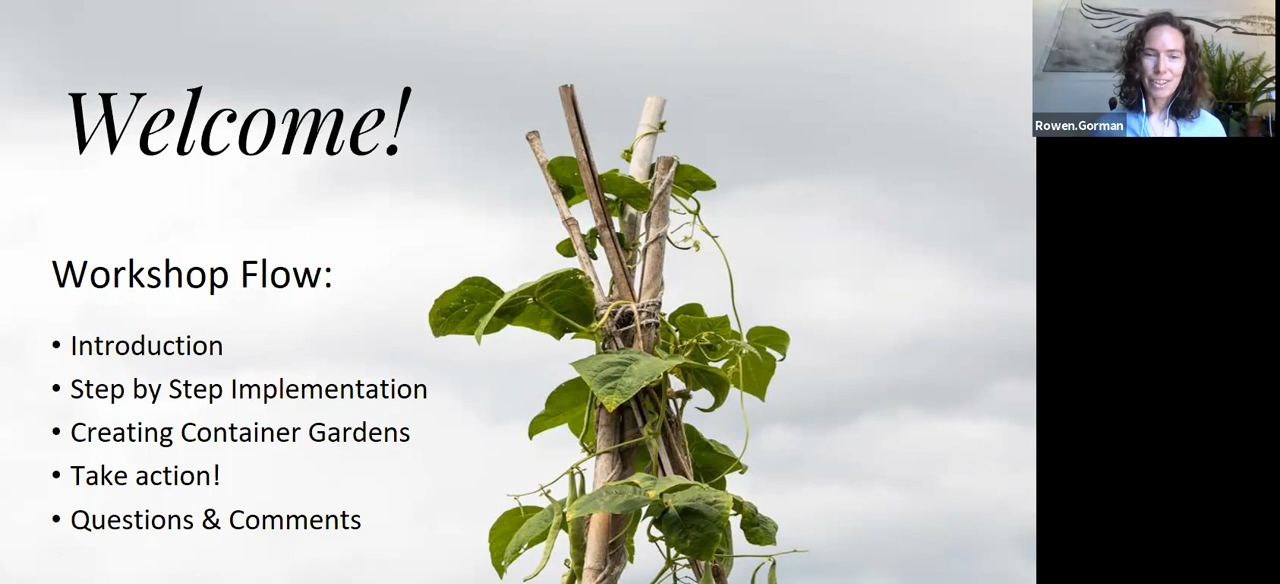 Welcome!
Rowen.Gorman
Workshop Flow:
• Introduction
• Step by Step Implementation
• Creating Container Gardens
• Take action!
• Questions & Comments